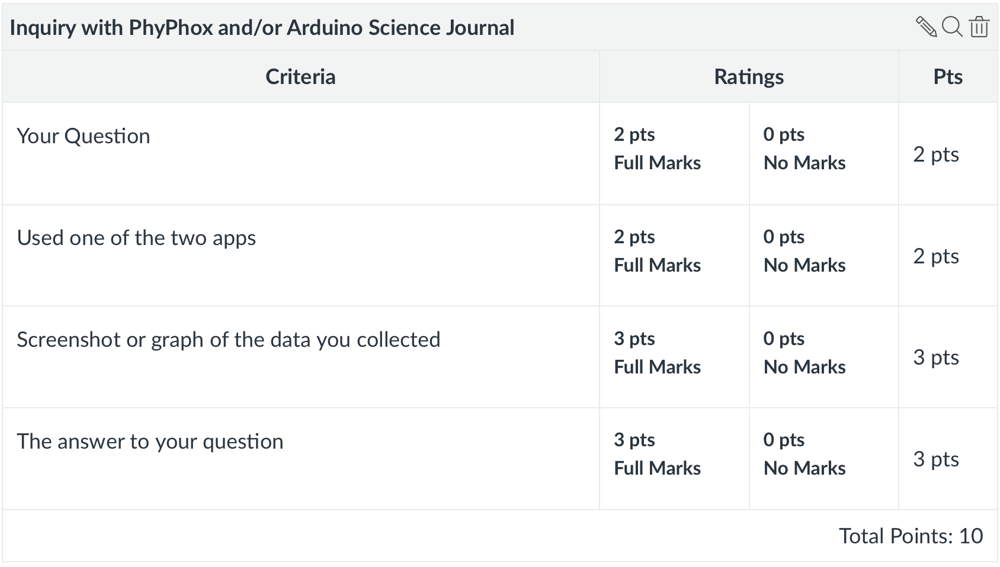 Inquiry with PhyPhox and/or Arduino Science Journal
Criteria Ratings Pts
Your Question
2 pts
Full Marks
0 pts
No Marks
2 pts
Used one of the two apps
2 pts
Full Marks
0 pts
No Marks
2 pts
Screenshot or graph of the data you collected
3 pts
Full Marks
0 pts
No Marks
3 pts
The answer to your question
3 pts
Full Marks
0 pts
No Marks
3 pts
Total Points: 10